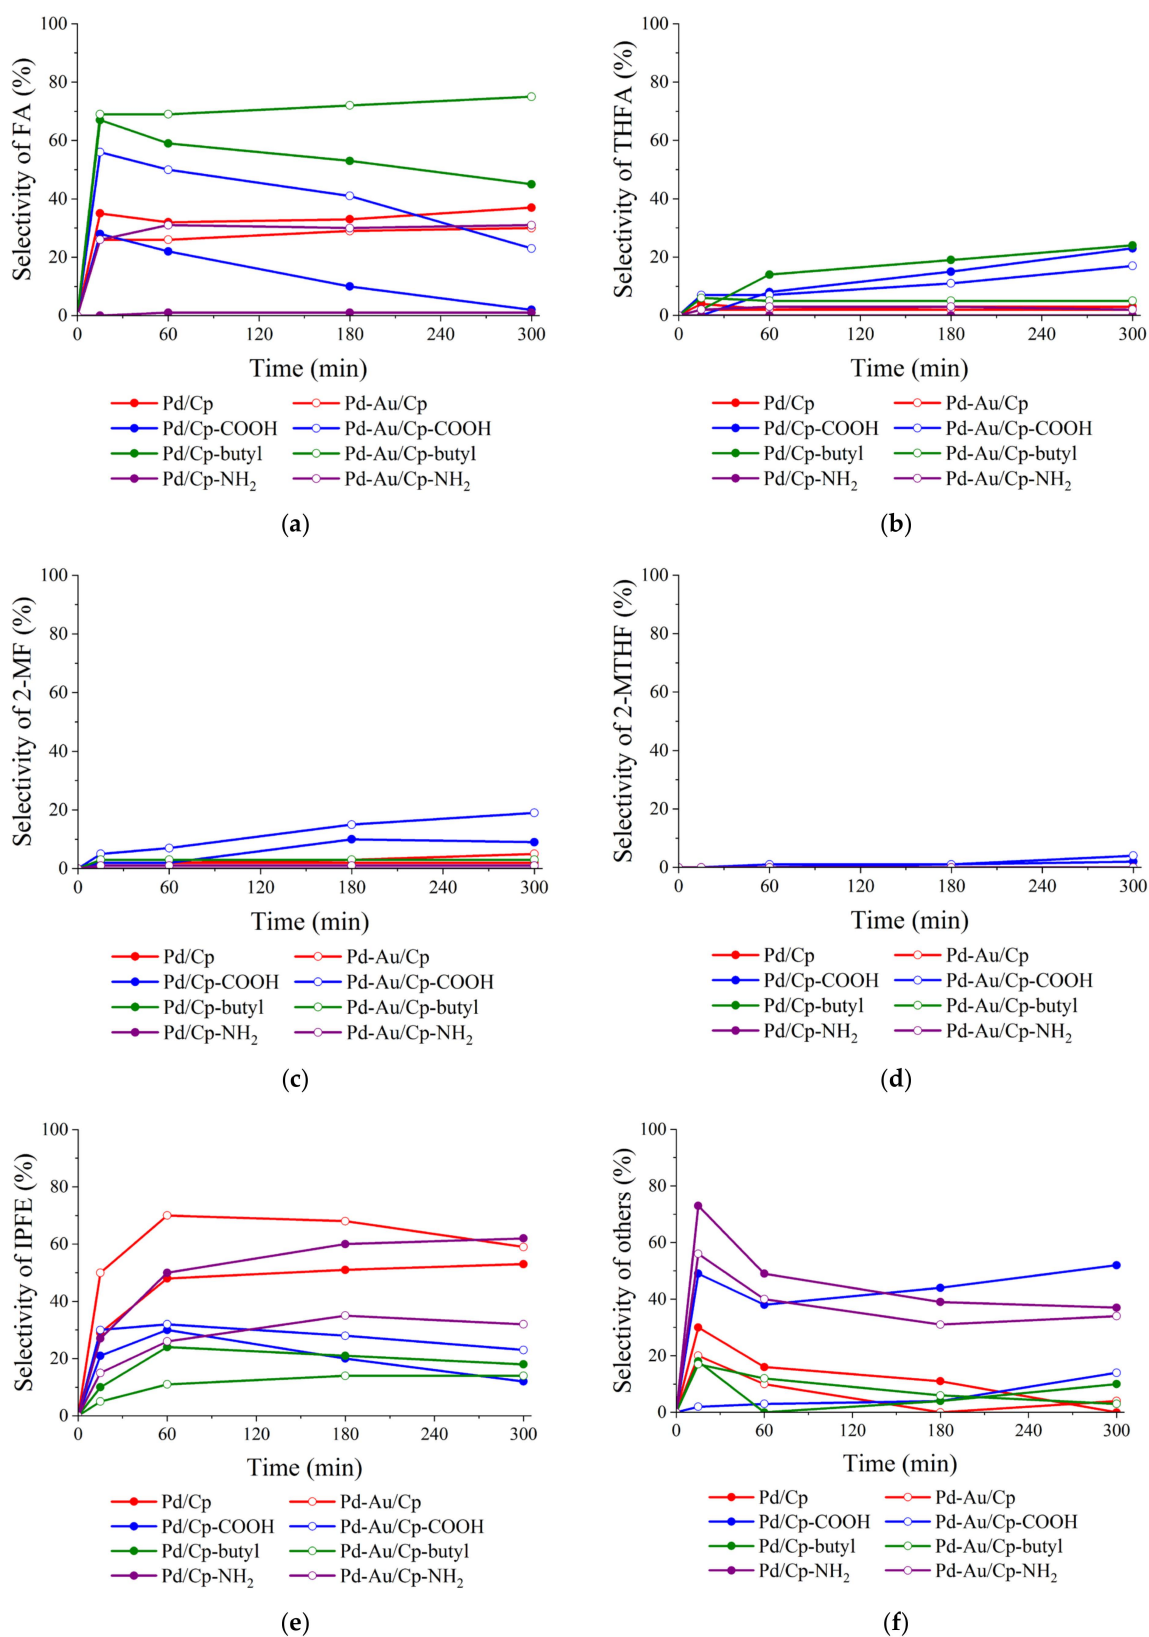 100
80
60
40
20
0
Selectivity of FA (%)
0 60 120 180 240 300
Time (min)
Pd/Cp Pd-Au/Cp
Pd/Cp-COOH Pd-Au/Cp-COOH
Pd/Cp-butyl Pd-Au/Cp-butyl
Pd/Cp-NH₂ Pd-Au/Cp-NH₂
(a)
100
80
60
40
20
0
Selectivity of THFA (%)
0 60 120 180 240 300
Time (min)
Pd/Cp Pd-Au/Cp
Pd/Cp-COOH Pd-Au/Cp-COOH
Pd/Cp-butyl Pd-Au/Cp-butyl
Pd/Cp-NH₂ Pd-Au/Cp-NH₂
(b)
100
80
60
40
20
0
Selectivity of 2-MF (%)
0 60 120 180 240 300
Time (min)
Pd/Cp Pd-Au/Cp
Pd/Cp-COOH Pd-Au/Cp-COOH
Pd/Cp-butyl Pd-Au/Cp-butyl
Pd/Cp-NH₂ Pd-Au/Cp-NH₂
(c)
100
80
60
40
20
0
Selectivity of 2-MTHF (%)
0 60 120 180 240 300
Time (min)
Pd/Cp Pd-Au/Cp
Pd/Cp-COOH Pd-Au/Cp-COOH
Pd/Cp-butyl Pd-Au/Cp-butyl
Pd/Cp-NH₂ Pd-Au/Cp-NH₂
(d)
100
80
60
40
20
0
Selectivity of IPFE (%)
0 60 120 180 240 300
Time (min)
Pd/Cp Pd-Au/Cp
Pd/Cp-COOH Pd-Au/Cp-COOH
Pd/Cp-butyl Pd-Au/Cp-butyl
Pd/Cp-NH₂ Pd-Au/Cp-NH₂
(e)
100
80
60
40
20
0
Selectivity of others (%)
0 60 120 180 240 300
Time (min)
Pd/Cp Pd-Au/Cp
Pd/Cp-COOH Pd-Au/Cp-COOH
Pd/Cp-butyl Pd-Au/Cp-butyl
Pd/Cp-NH₂ Pd-Au/Cp-NH₂
(f)